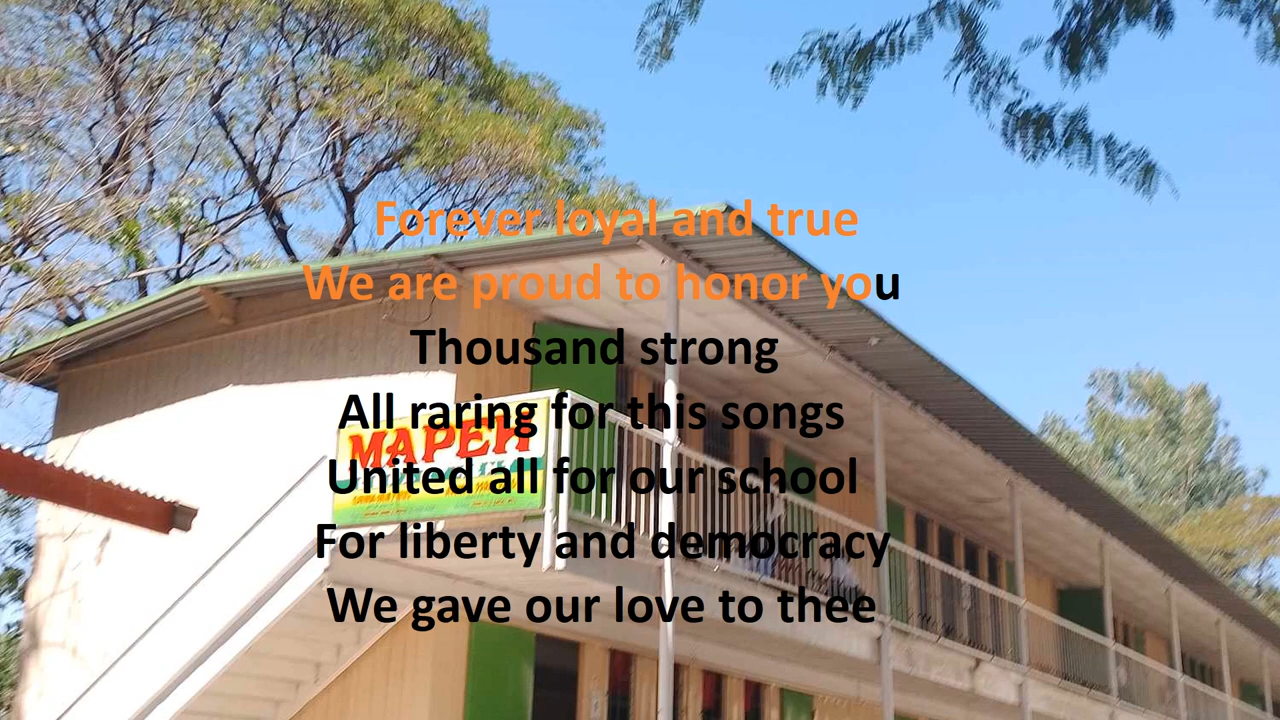 Forever loyal and true
We are proud to honor you
Thousand strong
All raring for this songs
United all for our school
For liberty and democracy
We gave our love to thee
MAPEH